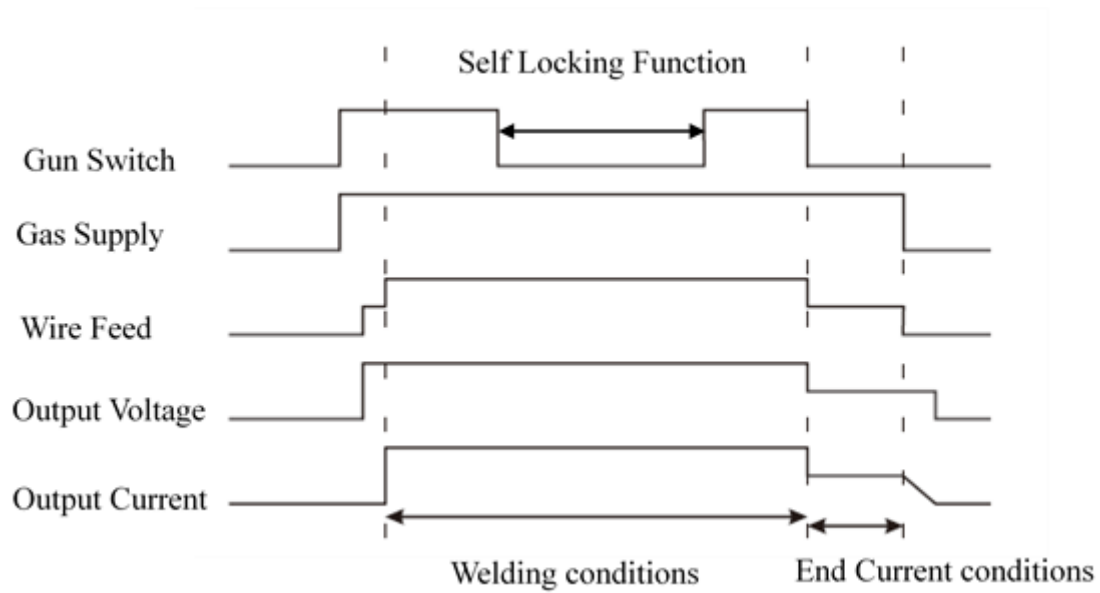 Self Locking Function
Gun Switch
Gas Supply
Wire Feed
Output Voltage
Output Current
Welding conditions
End Current conditions